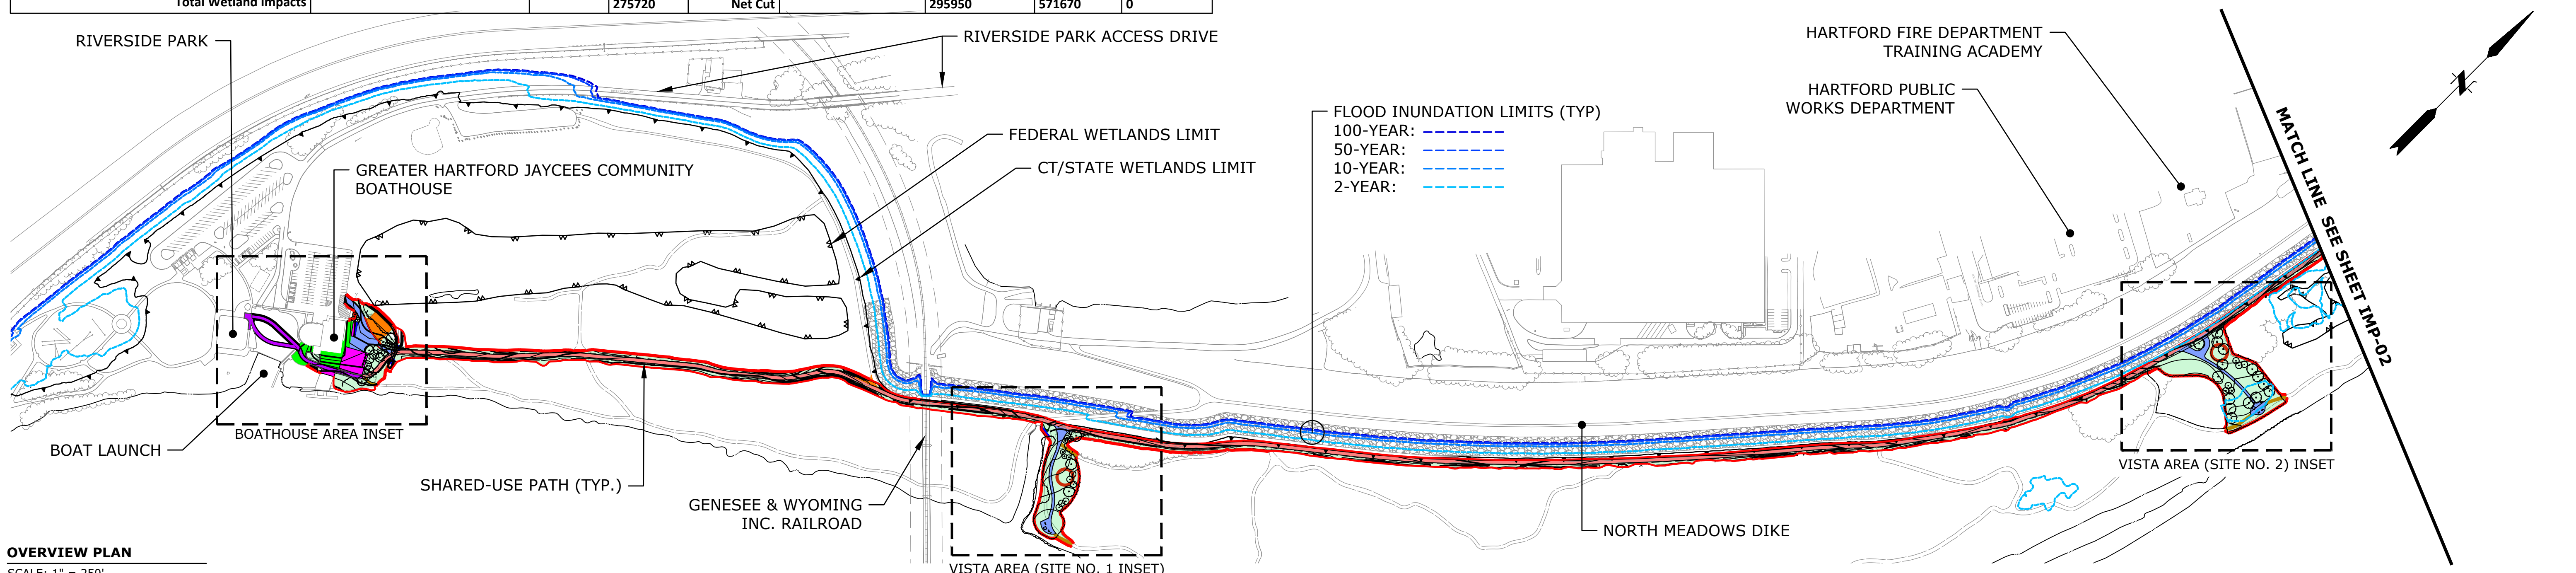 Total Wetland Impacts 275720 Net Cut 295950 571670 0
RIVERSIDE PARK
RIVERSIDE PARK ACCESS DRIVE
HARTFORD FIRE DEPARTMENT
TRAINING ACADEMY
HARTFORD PUBLIC
WORKS DEPARTMENT
N
MATCH LINE SEE SHEET IMP-02
FLOOD INUNDATION LIMITS (TYP)
100-YEAR:
50-YEAR:
10-YEAR:
2-YEAR:
FEDERAL WETLANDS LIMIT
CT/STATE WETLANDS LIMIT
GREATER HARTFORD JAYCEES COMMUNITY
BOATHOUSE
BOATHOUSE AREA INSET
BOAT LAUNCH
SHARED-USE PATH (TYP.)
GENESEE & WYOMING
INC. RAILROAD
VISTA AREA (SITE NO. 2) INSET
NORTH MEADOWS DIKE
OVERVIEW PLAN
SCALE: 1" = 250'
VISTA AREA (SITE NO. 1 INSET)